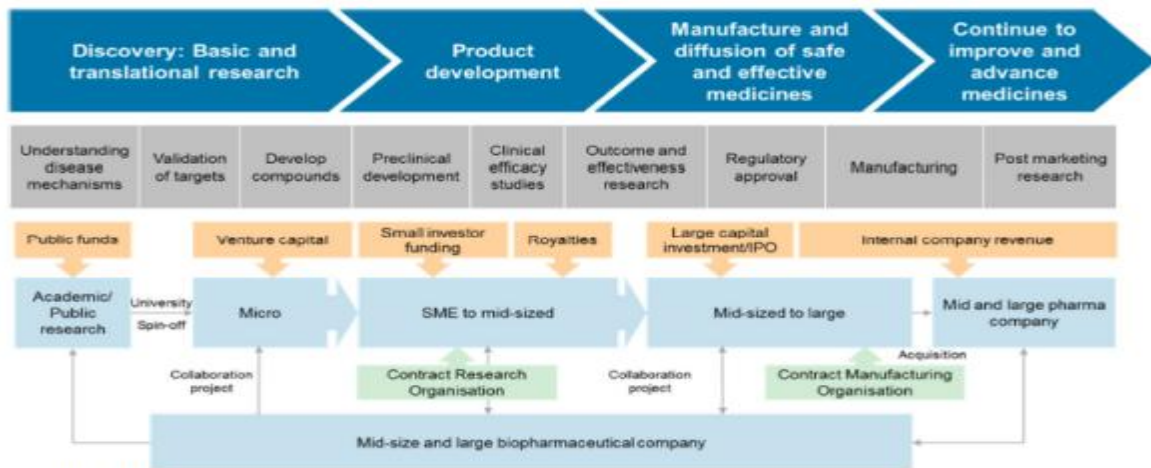 Discovery: Basic and
translational research
Product
development
Manufacture and
diffusion of safe
and effective
medicines
Continue to
improve and
advance
medicines
Understanding
disease
mechanisms
Validation
of targets
Develop
compounds
Preclinical
development
Clinical
efficacy
studies
Outcome and
effectiveness
research
Regulatory
approval
Manufacturing
Post marketing
research
Public funds
Venture capital
Small investor
funding
Royalties
Large capital
investment/IPO
Internal company revenue
Academic/
Public
research
University
Spin-off
Micro
SME to mid-sized
Mid-sized to large
Mid and large pharma
company
Collaboration
project
Contract Research
Organisation
Collaboration
project
Contract Manufacturing
Organisation
Acquisition
Mid-size and large biopharmaceutical company